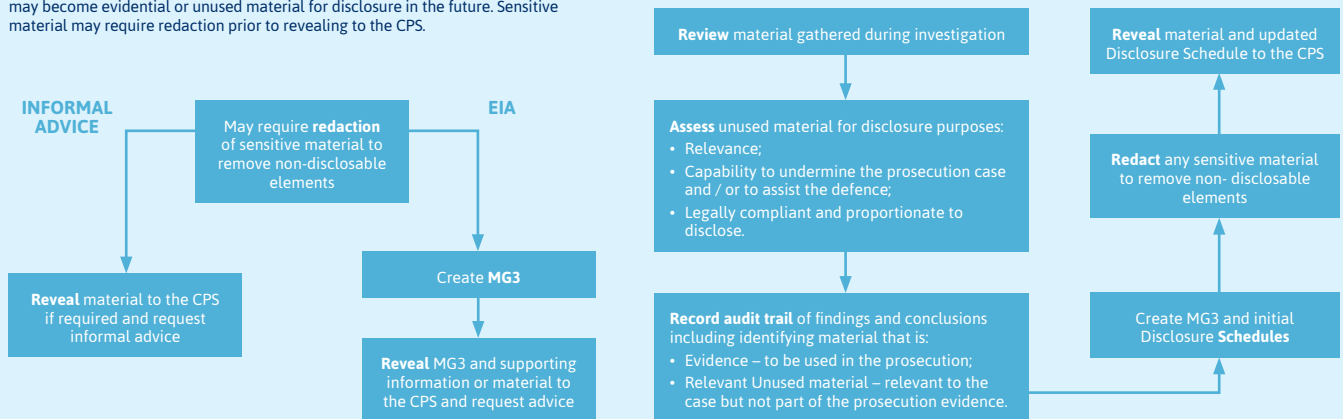 may become evidential or unused material for disclosure in the future. Sensitive
material may require redaction prior to revealing to the CPS.
INFORMAL
ADVICE
EIA
May require redaction
of sensitive material to
remove non-disclosable
elements
Reveal material to the CPS
if required and request
informal advice
Create MG3
Reveal MG3 and supporting
information or material to
the CPS and request advice
Review material gathered during investigation
Assess unused material for disclosure purposes:
• Relevance;
• Capability to undermine the prosecution case
and / or to assist the defence;
• Legally compliant and proportionate to
disclose.
Record audit trail of findings and conclusions
including identifying material that is:
• Evidence – to be used in the prosecution;
• Relevant Unused material – relevant to the
case but not part of the prosecution evidence.
Create MG3 and initial
Disclosure Schedules
Redact any sensitive material
to remove non- disclosable
elements
Reveal material and updated
Disclosure Schedule to the CPS